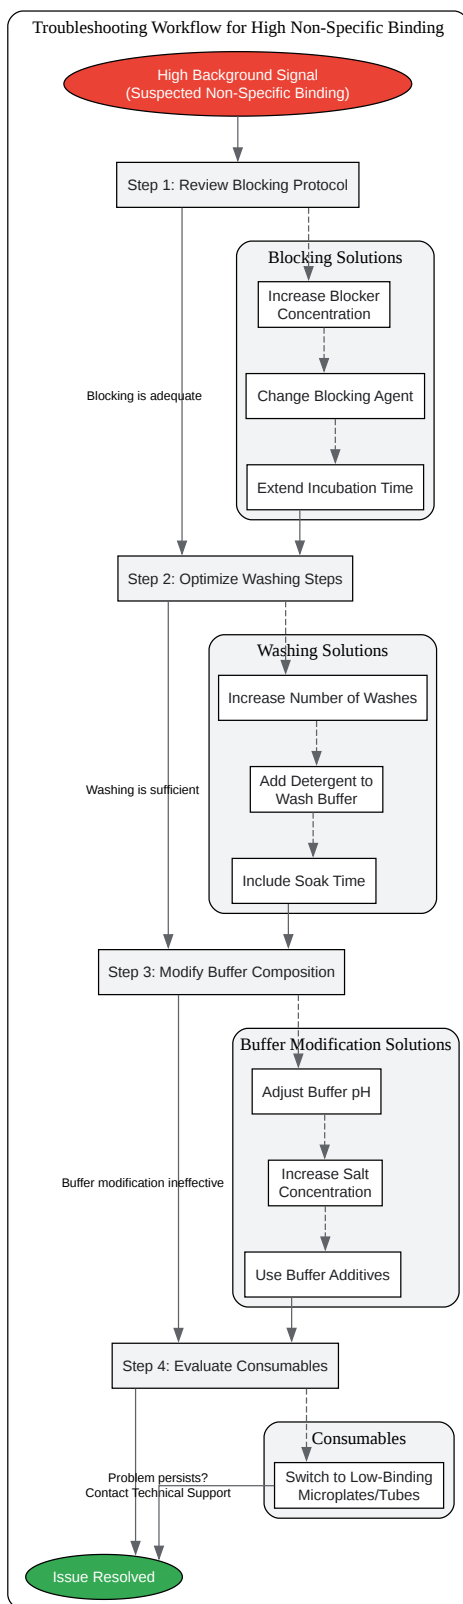 Troubleshooting Workflow for High Non-Specific Binding
High Background Signal
(Suspected Non-Specific Binding)
Step 1: Review Blocking Protocol
Blocking Solutions
Increase Blocker
Concentration
Change Blocking Agent
Blocking is adequate
Extend Incubation Time
Step 2: Optimize Washing Steps
Washing Solutions
Increase Number of Washes
Add Detergent to
Wash Buffer
Washing is sufficient
Include Soak Time
Step 3: Modify Buffer Composition
Buffer Modification Solutions
Adjust Buffer pH
Increase Salt
Concentration
Buffer modification ineffective
Use Buffer Additives
Step 4: Evaluate Consumables
Consumables
Switch to Low-Binding
Microplates/Tubes
Problem persists?
Contact Technical Support
Issue Resolved